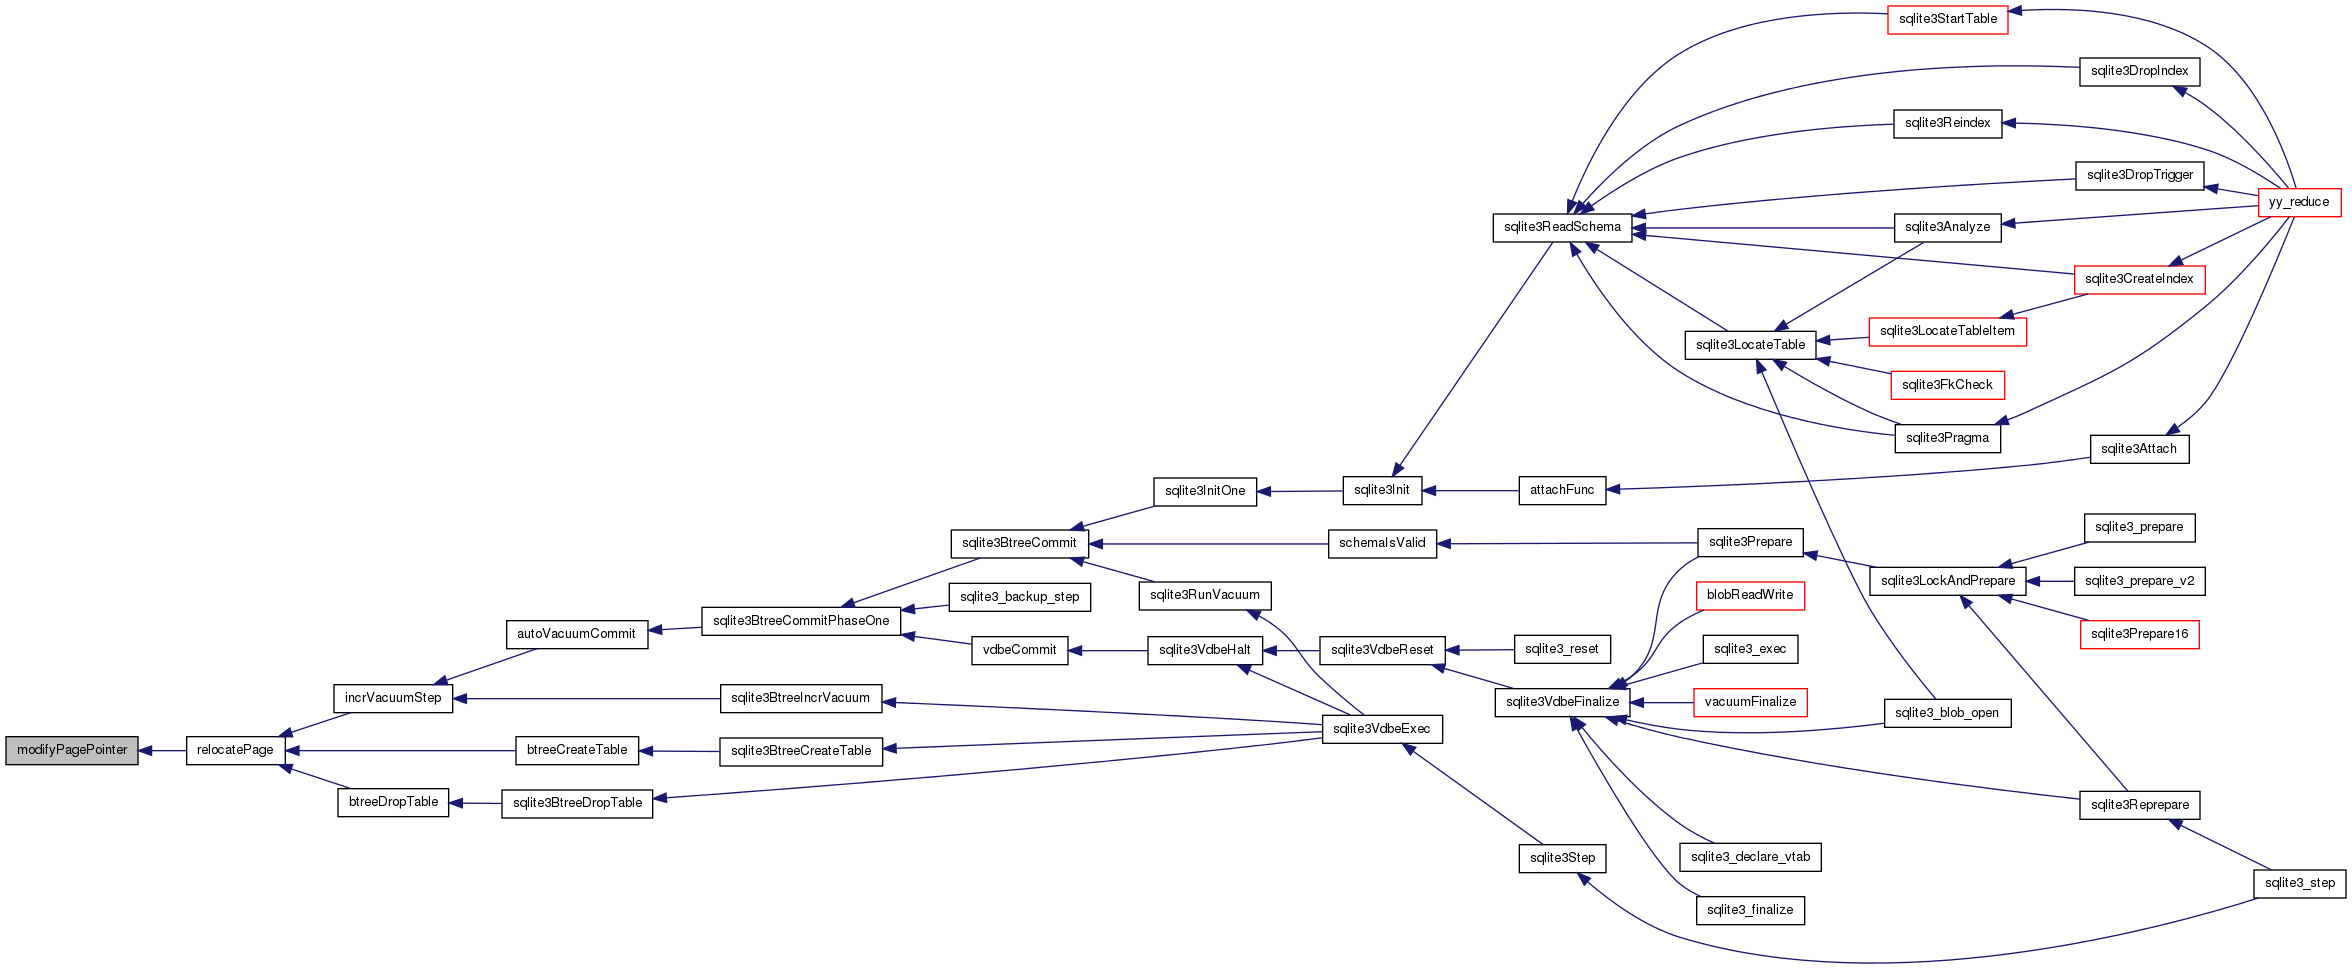 sqlite3StartTable
sqlite3DropIndex
sqlite3Reindex
sqlite3DropTrigger
yy_reduce
sqlite3ReadSchema
sqlite3Analyze
sqlite3CreateIndex
sqlite3LocateTableItem
sqlite3LocateTable
sqlite3FkCheck
sqlite3Pragma
sqlite3Attach
sqlite3InitOne
sqlite3Init
attachFunc
sqlite3_prepare
sqlite3BtreeCommit
schemaIsValid
sqlite3Prepare
sqlite3LockAndPrepare
sqlite3_prepare_v2
sqlite3_backup_step
sqlite3RunVacuum
blobReadWrite
sqlite3BtreeCommitPhaseOne
autoVacuumCommit
sqlite3Prepare16
vdbeCommit
sqlite3VdbeHalt
sqlite3VdbeReset
sqlite3_reset
sqlite3_exec
incrVacuumStep
sqlite3BtreeIncrVacuum
sqlite3VdbeFinalize
vacuumFinalize
sqlite3_blob_open
sqlite3VdbeExec
modifyPagePointer
relocatePage
btreeCreateTable
sqlite3BtreeCreateTable
btreeDropTable
sqlite3BtreeDropTable
sqlite3Reprepare
sqlite3Step
sqlite3_declare_vtab
sqlite3_step
sqlite3_finalize